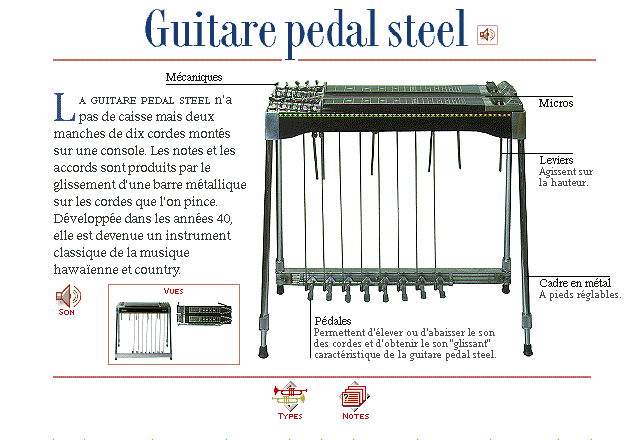 Guitare pedal steel
Mécaniques
LA GUITARE PEDAL STEEL n'a
pas de caisse mais deux
manches de dix cordes montés
sur une console. Les notes et les
accords sont produits par le
glissement d'une barre métallique
sur les cordes que l'on pince.
Développée dans les années 40,
elle est devenue un instrument
classique de la musique
hawaïenne et country.
Micros
Leviers
Agissent sur
la hauteur.
Cadre en métal
A pieds réglables.
SON
VUES
Pédales
Permettent d'élever ou d'abaisser le son
des cordes et d'obtenir le son "glissant"
caractéristique de la guitare pedal steel.
TYPES
NOTES